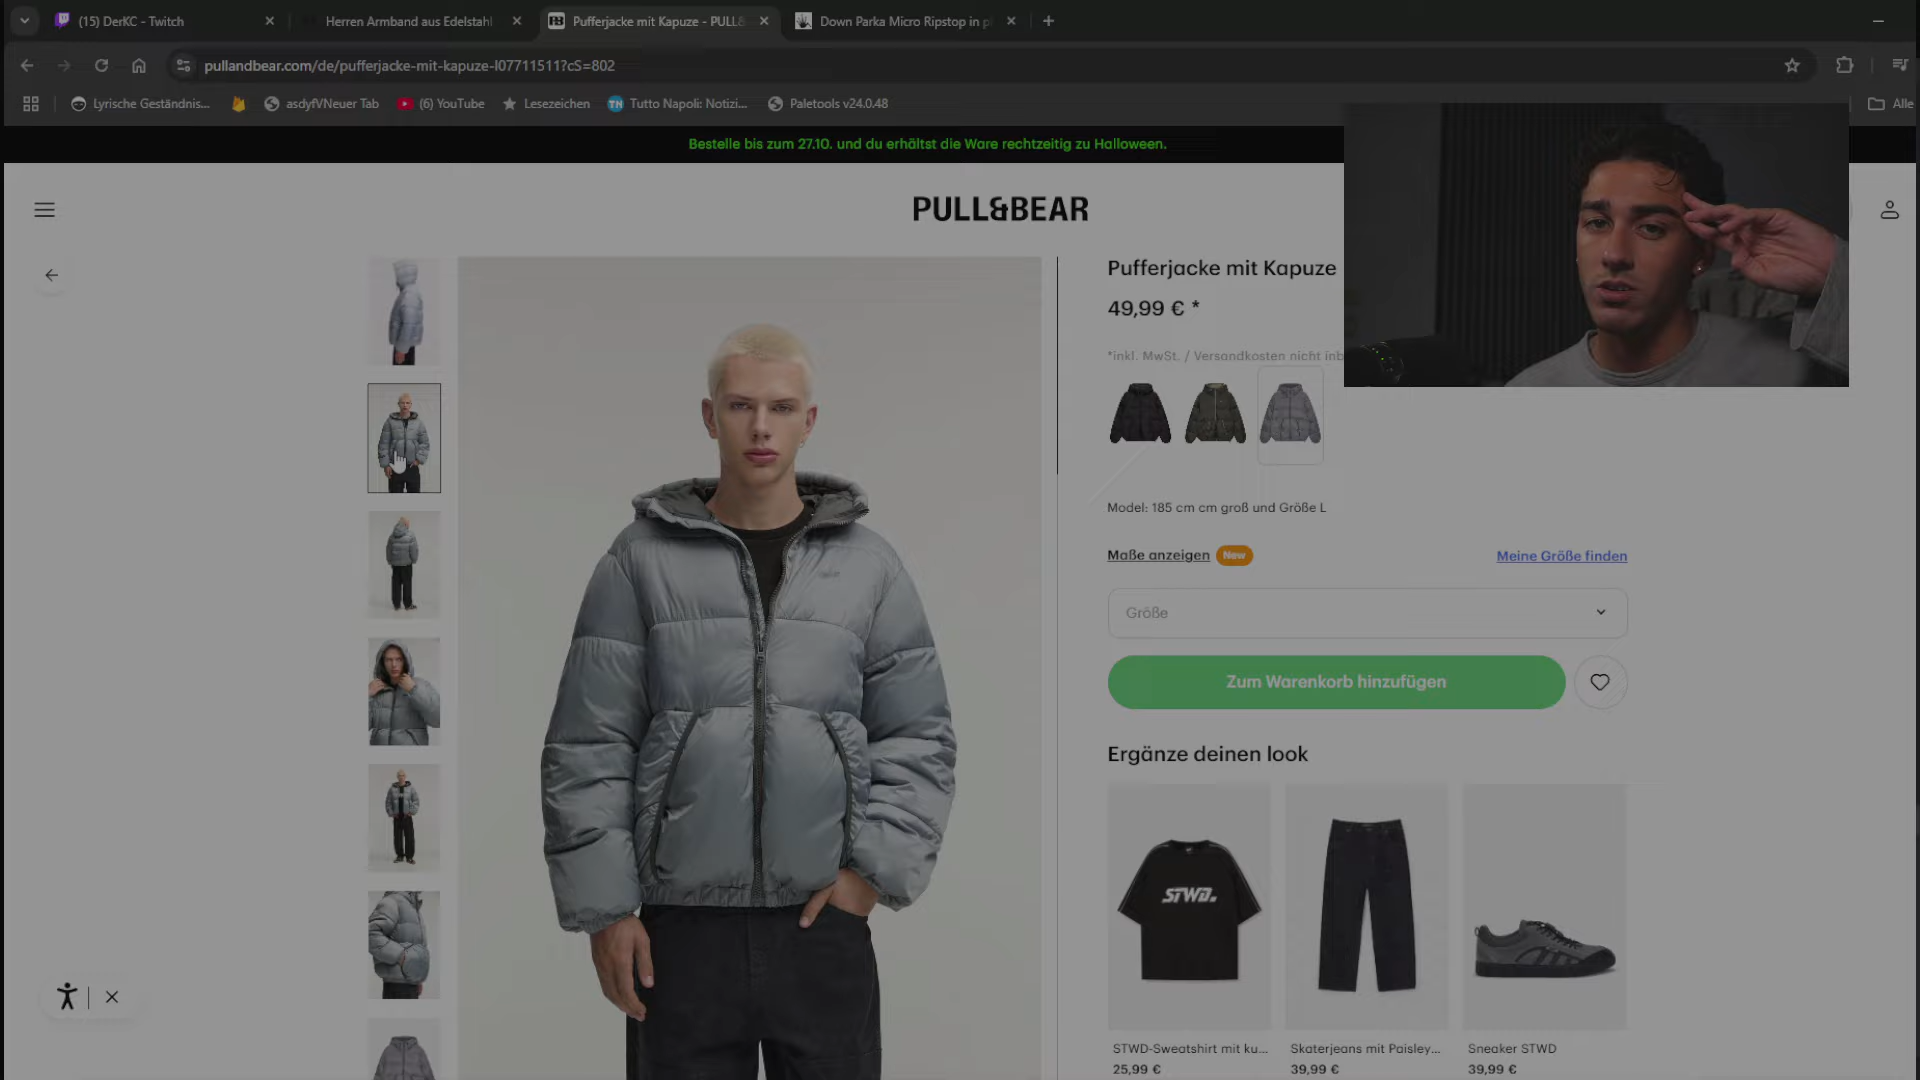 (15) DerKC - Twitch
Herren Armband aus Edelstahl
Pufferjacke mit Kapuze - PULL&
Down Parka Micro Ripstop in pi
pullandbear.com/de/pufferjacke-mit-kapuze-l07711511?cS=802
Lyrische Geständnis...
asdyfVNeuer Tab
(6) YouTube
Lesezeichen
TN
Tutto Napoli: Notizi...
Paletools v24.0.48
Alle
Bestelle bis zum 27.10. und du erhältst die Ware rechtzeitig zu Halloween.
PULL&BEAR
Pufferjacke mit Kapuze
49,99 € *
*inkl. MwSt. / Versandkosten nicht inb
Model: 185 cm cm groß und Größe L
Maße anzeigen New
Meine Größe finden
Größe
Zum Warenkorb hinzufügen
Ergänze deinen look
STWD.
STWD-Sweatshirt mit ku...
25,99 €
Skaterjeans mit Paisley...
39,99 €
Sneaker STWD
39,99 €